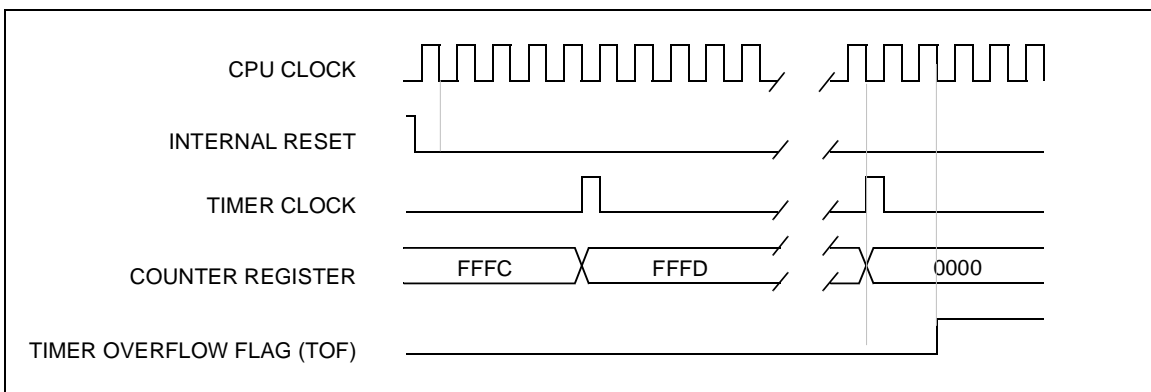 CPU CLOCK
INTERNAL RESET
TIMER CLOCK
COUNTER REGISTER FFFC FFFD 0000
TIMER OVERFLOW FLAG (TOF)